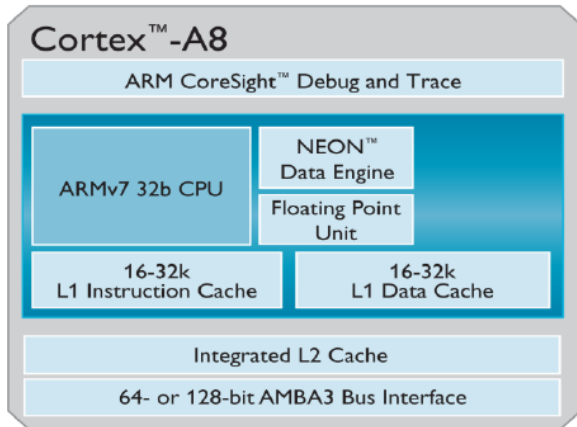 Cortex™-A8
ARM CoreSight™ Debug and Trace
ARMv7 32b CPU
NEON™
Data Engine
Floating Point
Unit
16-32k
L1 Instruction Cache
16-32k
L1 Data Cache
Integrated L2 Cache
64- or 128-bit AMBA3 Bus Interface